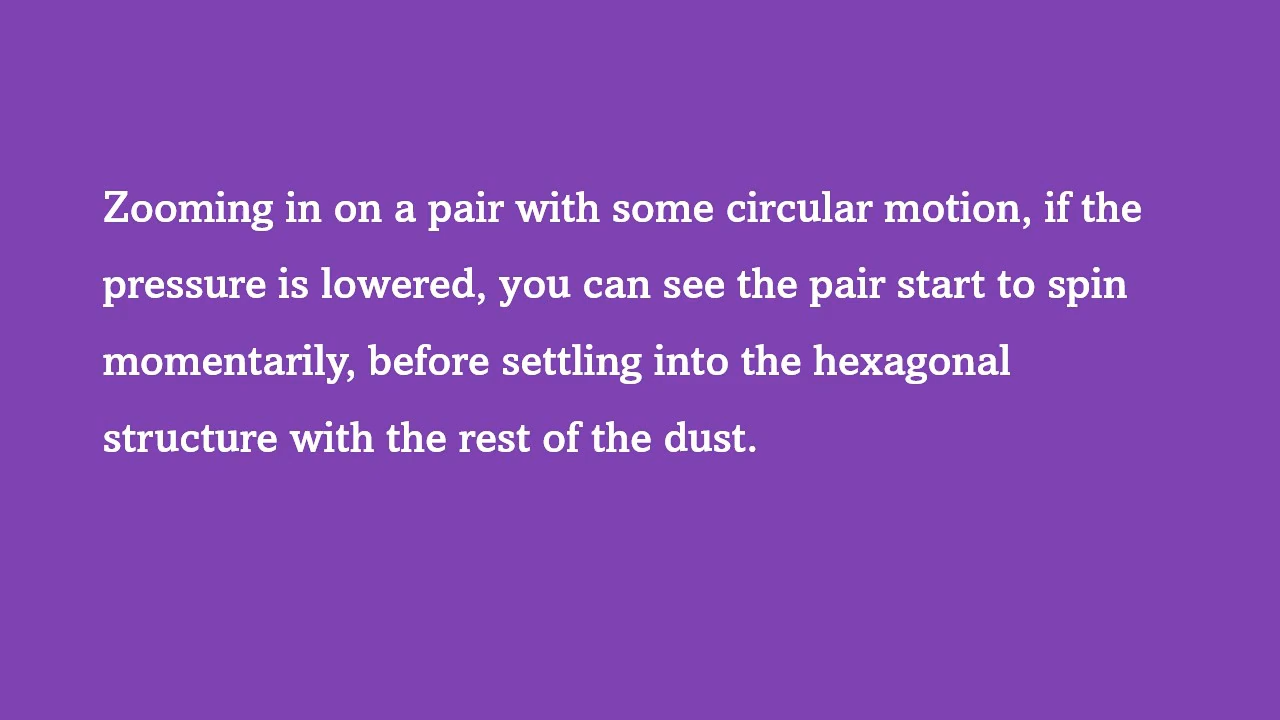 Zooming in on a pair with some circular motion, if the
pressure is lowered, you can see the pair start to spin
momentarily, before settling into the hexagonal
structure with the rest of the dust.